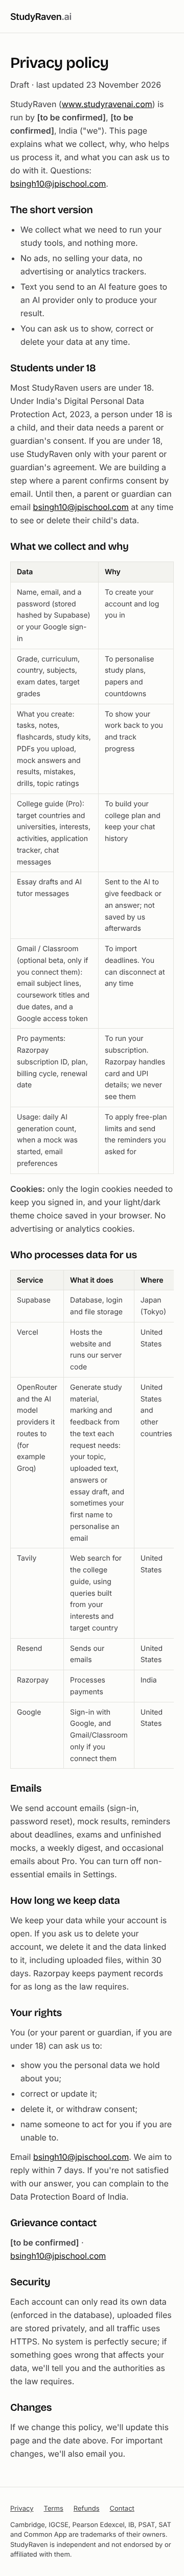 StudyRaven.ai
Privacy policy
Draft · last updated 23 November 2026
StudyRaven (www.studyravenai.com) is
run by [to be confirmed], [to be
confirmed], India ("we"). This page
explains what we collect, why, who helps
us process it, and what you can ask us to
do with it. Questions:
bsingh10@jpischool.com.
The short version
• We collect what we need to run your
study tools, and nothing more.
• No ads, no selling your data, no
advertising or analytics trackers.
• Text you send to an AI feature goes to
an AI provider only to produce your
result.
• You can ask us to show, correct or
delete your data at any time.
Students under 18
Most StudyRaven users are under 18.
Under India's Digital Personal Data
Protection Act, 2023, a person under 18 is
a child, and their data needs a parent or
guardian's consent. If you are under 18,
use StudyRaven only with your parent or
guardian's agreement. We are building a
step where a parent confirms consent by
email. Until then, a parent or guardian can
email bsingh10@jpischool.com at any time
to see or delete their child's data.
What we collect and why
Data Why
Name, email, and a
password (stored
hashed by Supabase)
or your Google sign-
in
To create your
account and log
you in
Grade, curriculum,
country, subjects,
exam dates, target
grades
To personalise
study plans,
papers and
countdowns
What you create:
tasks, notes,
flashcards, study kits,
PDFs you upload,
mock answers and
results, mistakes,
drills, topic ratings
To show your
work back to you
and track
progress
College guide (Pro):
target countries and
universities, interests,
activities, application
tracker, chat
messages
To build your
college plan and
keep your chat
history
Essay drafts and AI
tutor messages
Sent to the AI to
give feedback or
an answer; not
saved by us
afterwards
Gmail / Classroom
(optional beta, only if
you connect them):
email subject lines,
coursework titles and
due dates, and a
Google access token
To import
deadlines. You
can disconnect at
any time
Pro payments:
Razorpay
subscription ID, plan,
billing cycle, renewal
date
To run your
subscription.
Razorpay handles
card and UPI
details; we never
see them
Usage: daily AI
generation count,
when a mock was
started, email
preferences
To apply free-plan
limits and send
the reminders you
asked for
Cookies: only the login cookies needed to
keep you signed in, and your light/dark
theme choice saved in your browser. No
advertising or analytics cookies.
Who processes data for us
Service What it does Where
Supabase
Database, login
and file storage
Japan
(Tokyo)
Vercel
Hosts the
website and
runs our server
code
United
States
OpenRouter
and the AI
model
providers it
routes to
(for
example
Groq)
Generate study
material,
marking and
feedback from
the text each
request needs:
your topic,
uploaded text,
answers or
essay draft, and
sometimes your
first name to
personalise an
email
United
States
and
other
countries
Tavily
Web search for
the college
guide, using
queries built
from your
interests and
target country
United
States
Resend
Sends our
emails
United
States
Razorpay
Processes
payments
India
Google
Sign-in with
Google, and
Gmail/Classroom
only if you
connect them
United
States
Emails
We send account emails (sign-in,
password reset), mock results, reminders
about deadlines, exams and unfinished
mocks, a weekly digest, and occasional
emails about Pro. You can turn off non-
essential emails in Settings.
How long we keep data
We keep your data while your account is
open. If you ask us to delete your
account, we delete it and the data linked
to it, including uploaded files, within 30
days. Razorpay keeps payment records
for as long as the law requires.
Your rights
You (or your parent or guardian, if you are
under 18) can ask us to:
• show you the personal data we hold
about you;
• correct or update it;
• delete it, or withdraw consent;
• name someone to act for you if you are
unable to.
Email bsingh10@jpischool.com. We aim to
reply within 7 days. If you're not satisfied
with our answer, you can complain to the
Data Protection Board of India.
Grievance contact
[to be confirmed] ·
bsingh10@jpischool.com
Security
Each account can only read its own data
(enforced in the database), uploaded files
are stored privately, and all traffic uses
HTTPS. No system is perfectly secure; if
something goes wrong that affects your
data, we'll tell you and the authorities as
the law requires.
Changes
If we change this policy, we'll update this
page and the date above. For important
changes, we'll also email you.
Privacy Terms Refunds Contact
Cambridge, IGCSE, Pearson Edexcel, IB, PSAT, SAT
and Common App are trademarks of their owners.
StudyRaven is independent and not endorsed by or
affiliated with them.